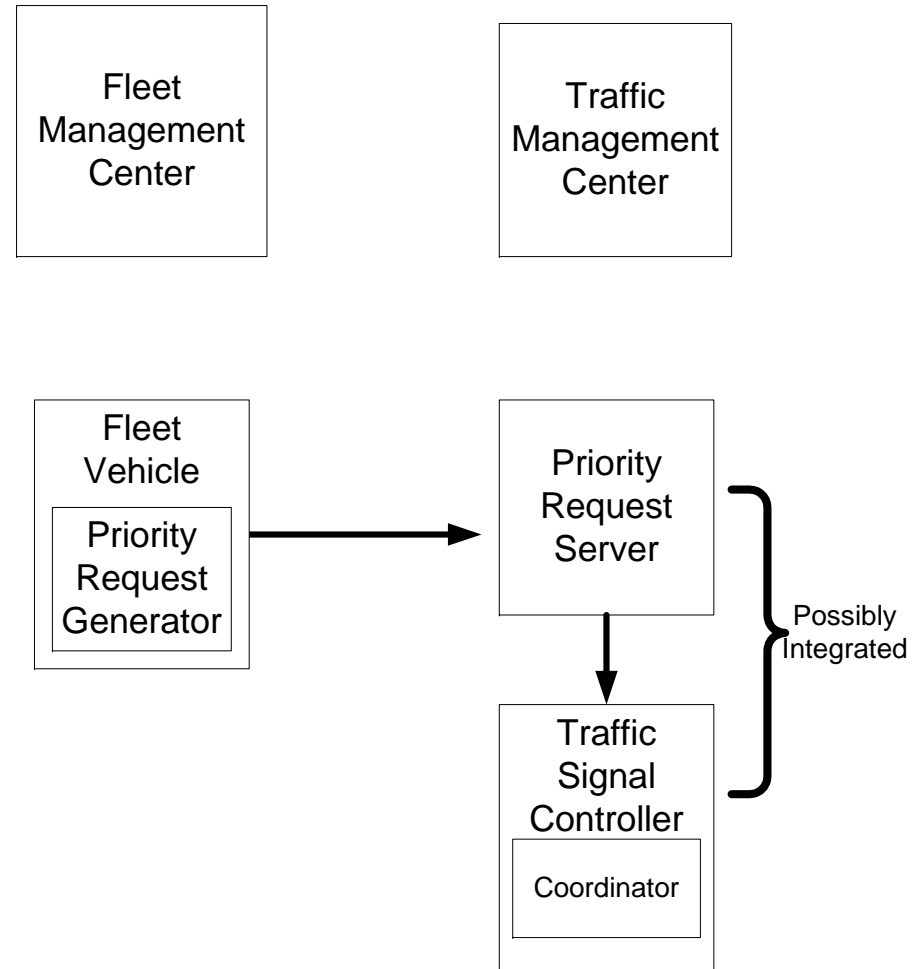 Fleet
Management
Center
Traffic
Management
Center
Fleet
Vehicle
Priority
Request
Generator
Priority
Request
Server
Possibly
Integrated
Traffic
Signal
Controller
Coordinator